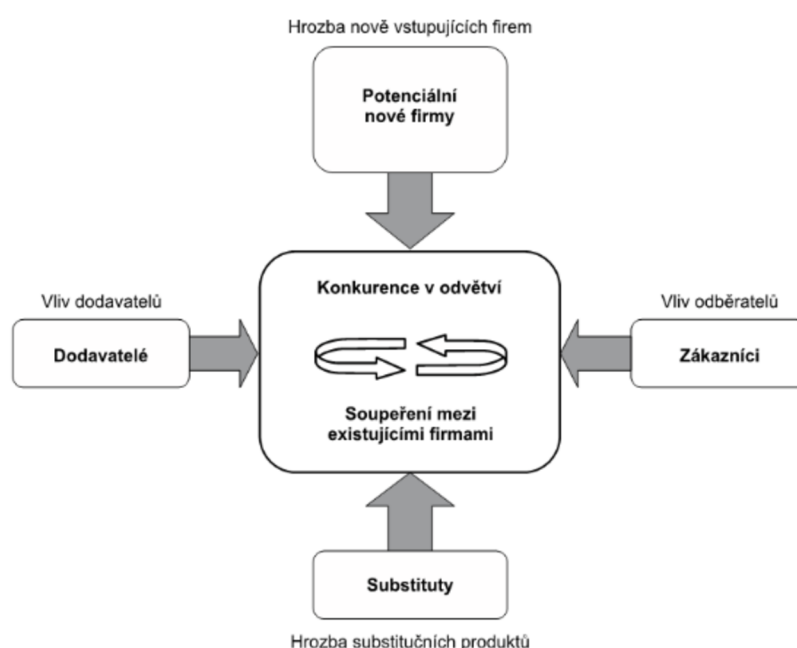 Hrozba nově vstupujících firem
Potenciální
nové firmy
Konkurence v odvětví
Vliv dodavatelů
Vliv odběratelů
Dodavatelé
Zákazníci
Soupeření mezi
existujícími firmami
Substituty
Hrozba substitučních produktů